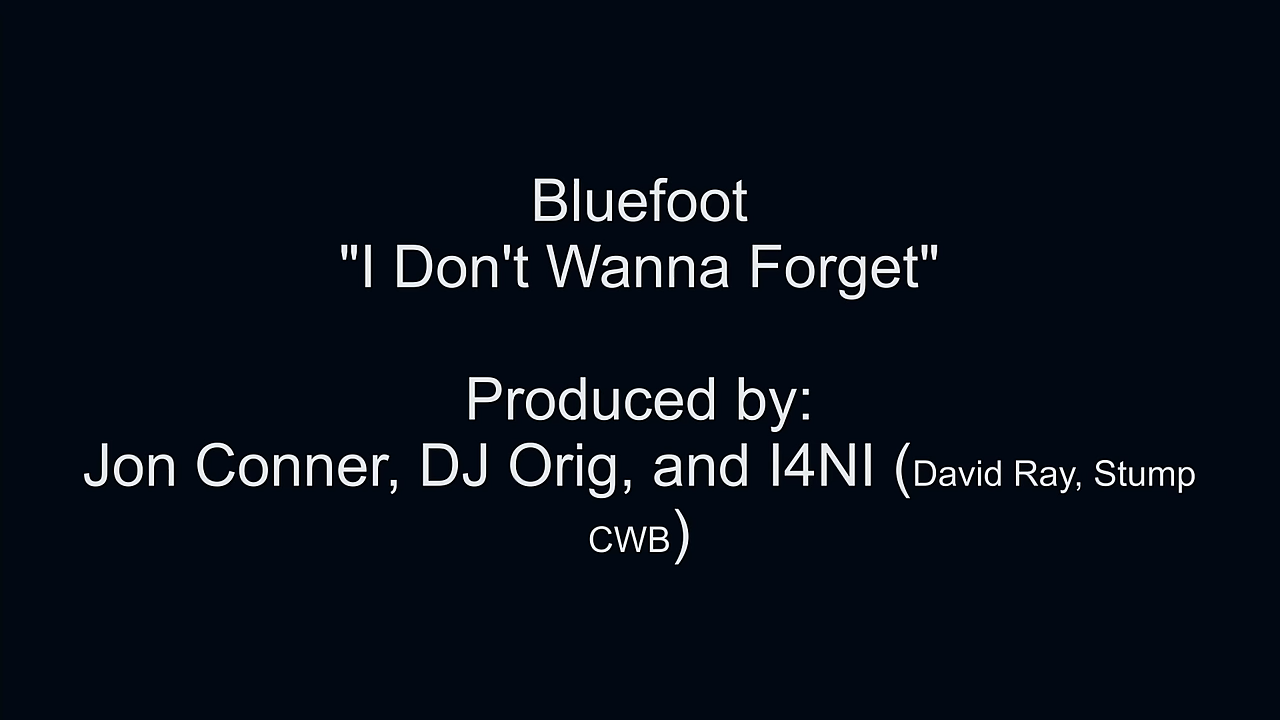 Bluefoot
"I Don't Wanna Forget"
Produced by:
Jon Conner, DJ Orig, and I4NI (David Ray, Stump
CWB)